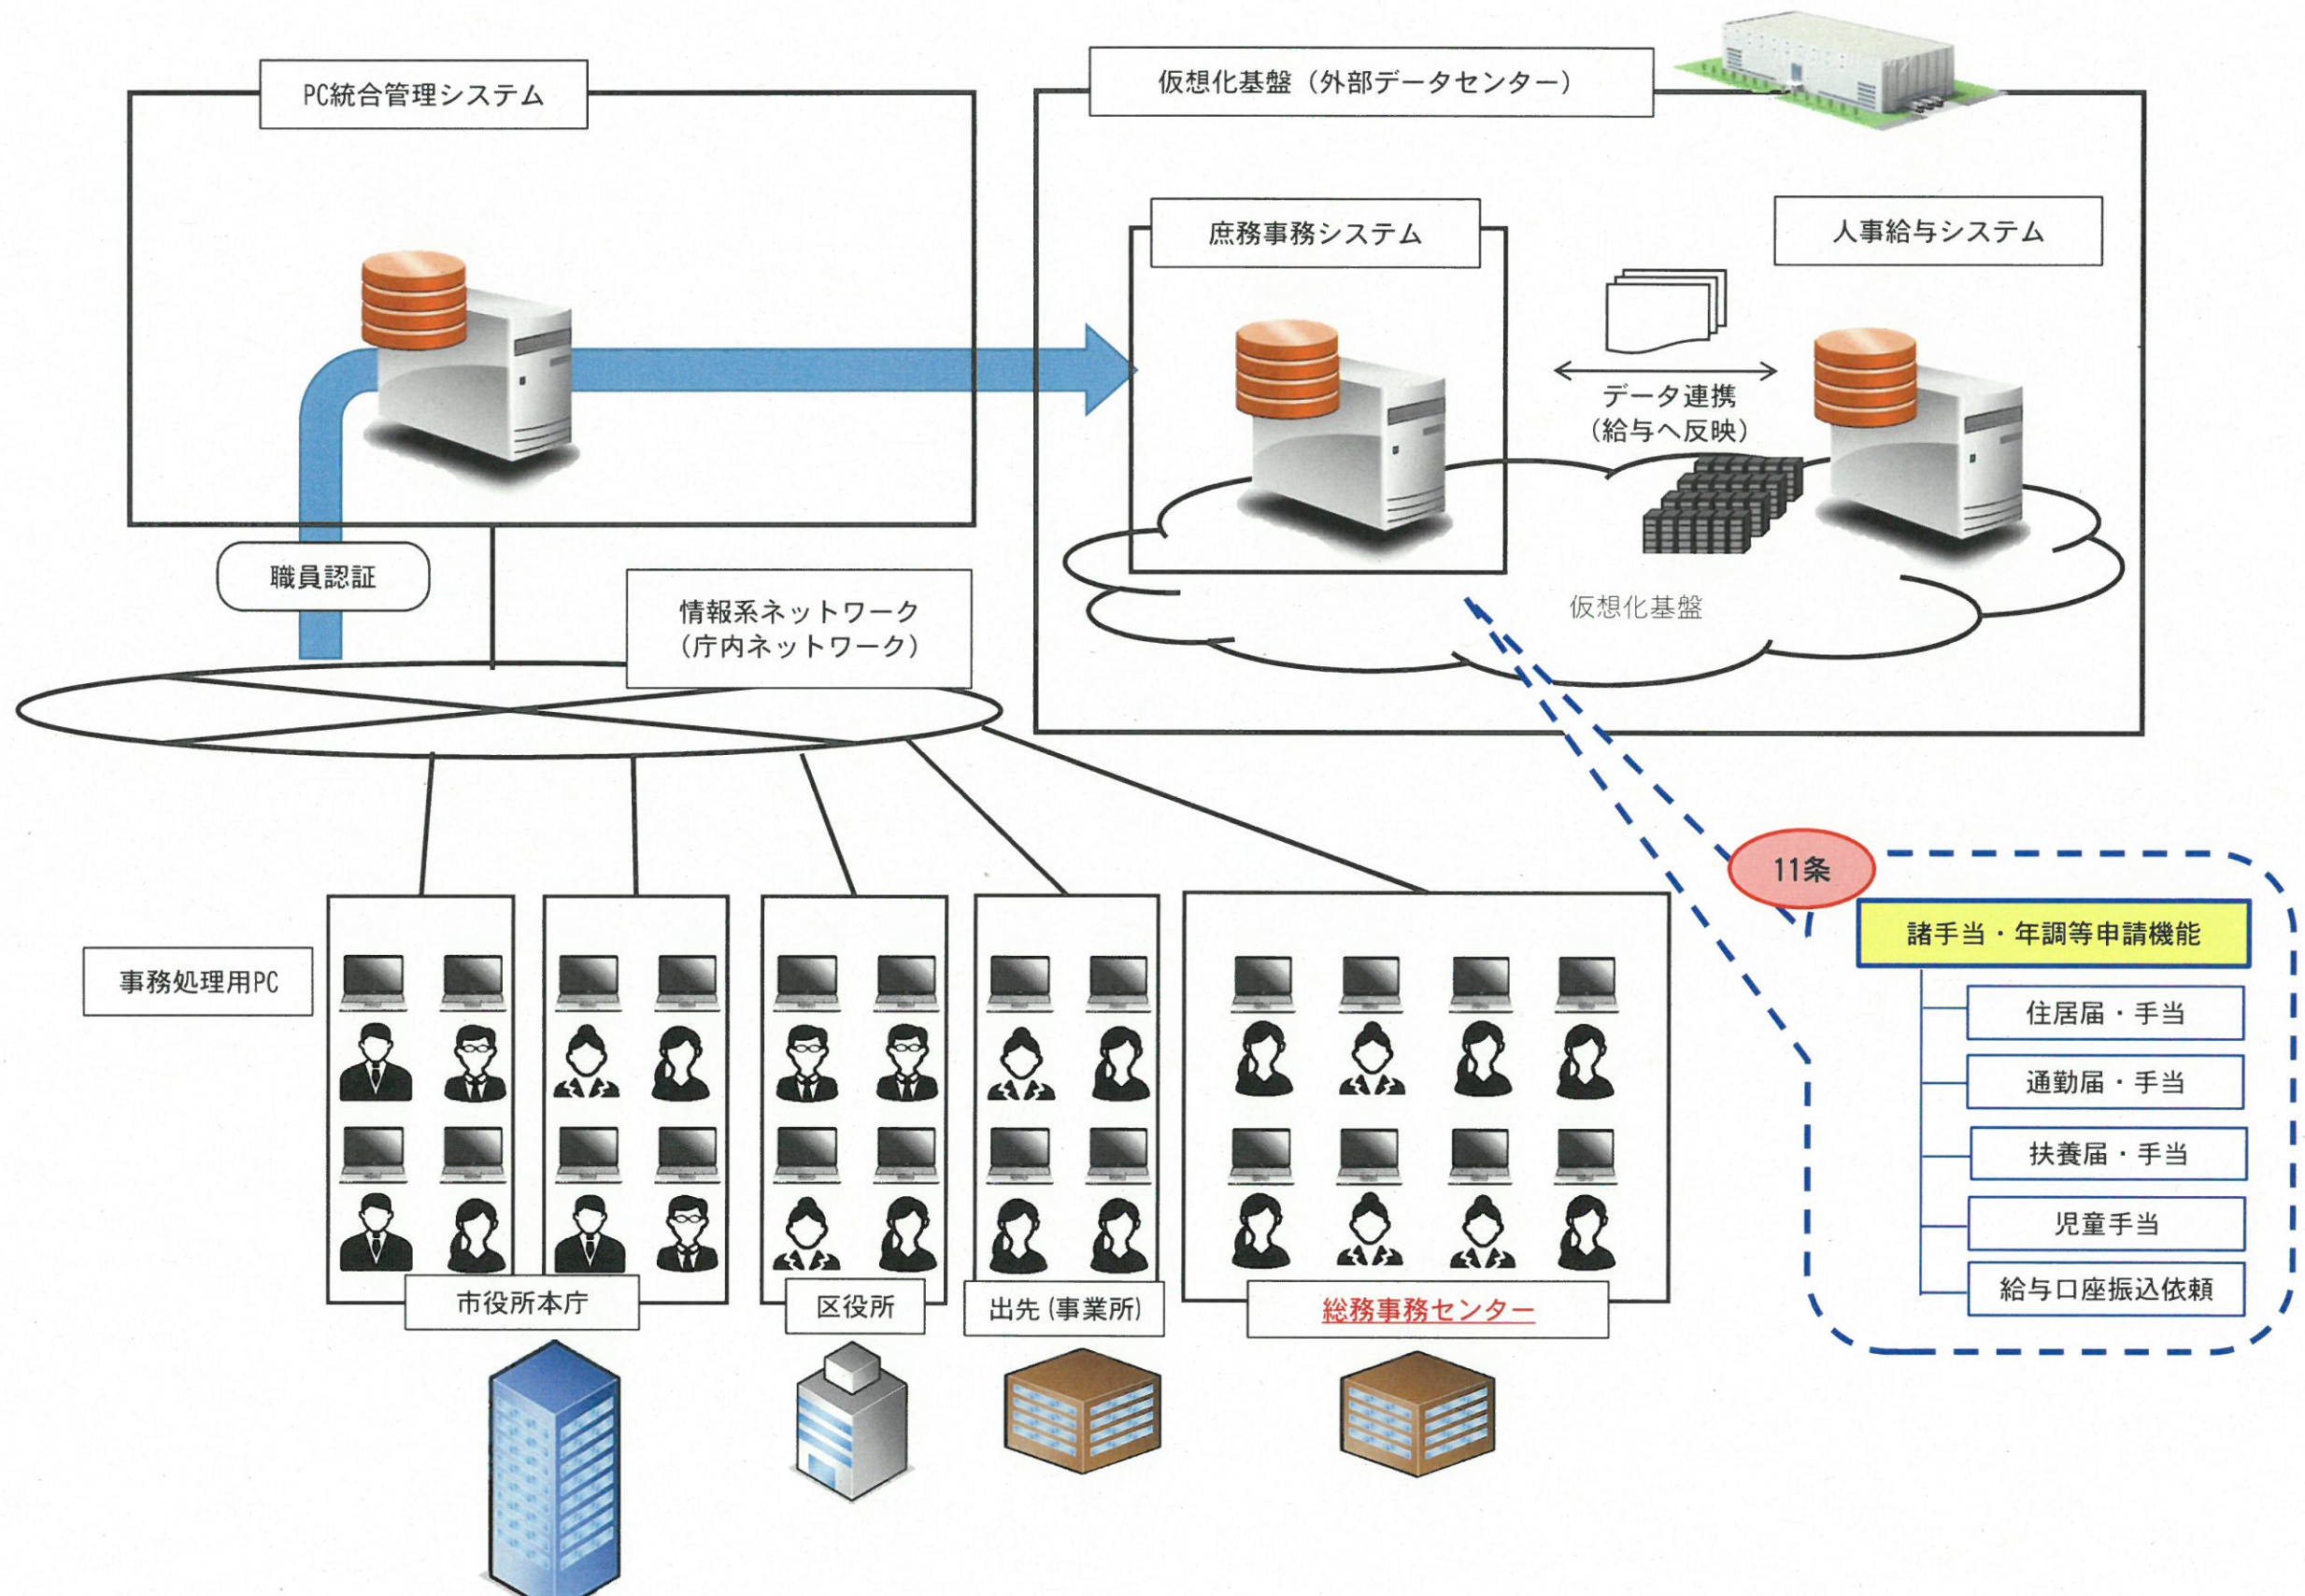 PC統合管理システム
仮想化基盤（外部データセンター）
庶務事務システム
人事給与システム
データ連携
（給与へ反映）
職員認証
情報系ネットワーク
（庁内ネットワーク）
仮想化基盤
11条
諸手当・年調等申請機能
住居届・手当
通勤届・手当
扶養届・手当
児童手当
給与口座振込依頼
事務処理用PC
市役所本庁
区役所
出先(事業所)
総務事務センター